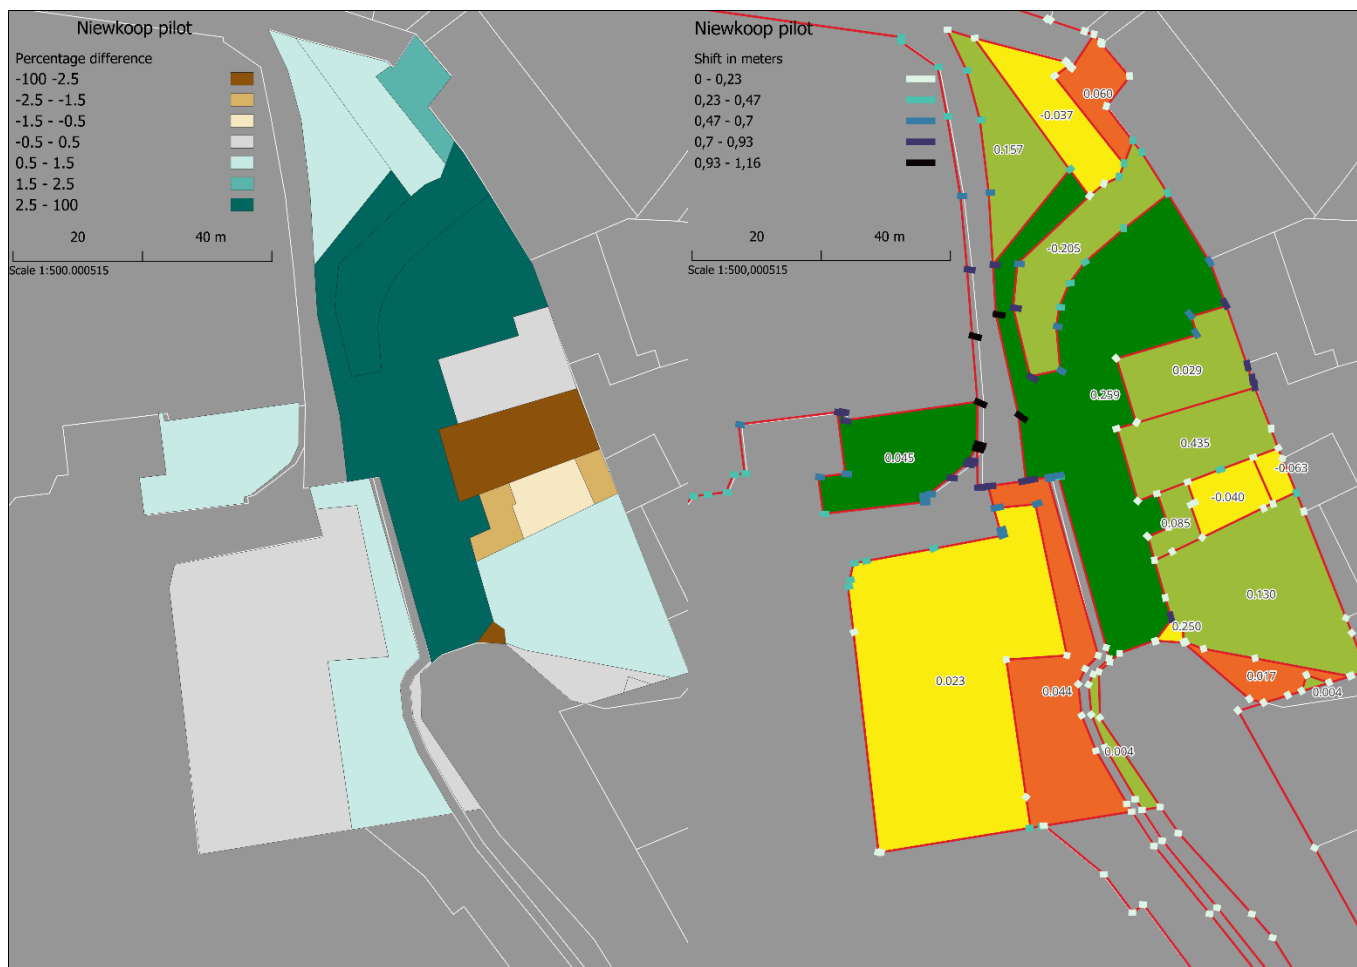 Niewkoop pilot
Percentage difference
-100 -2.5
-2.5 - -1.5
-1.5 - -0.5
-0.5 - 0.5
0.5 - 1.5
1.5 - 2.5
2.5 - 100
20 40 m
Scale 1:500.000515
Niewkoop pilot
Shift in meters
0 - 0,23
0,23 - 0,47
0,47 - 0,7
0,7 - 0,93
0,93 - 1,16
20 40 m
Scale 1:500,000515
0.060
-0.037
0.157
-0.205
0.029
0.259
0.435
0.045
-0.063
-0.040
0.085
0.130
0.250
0.017
0.023
0.044
0.004
0.004